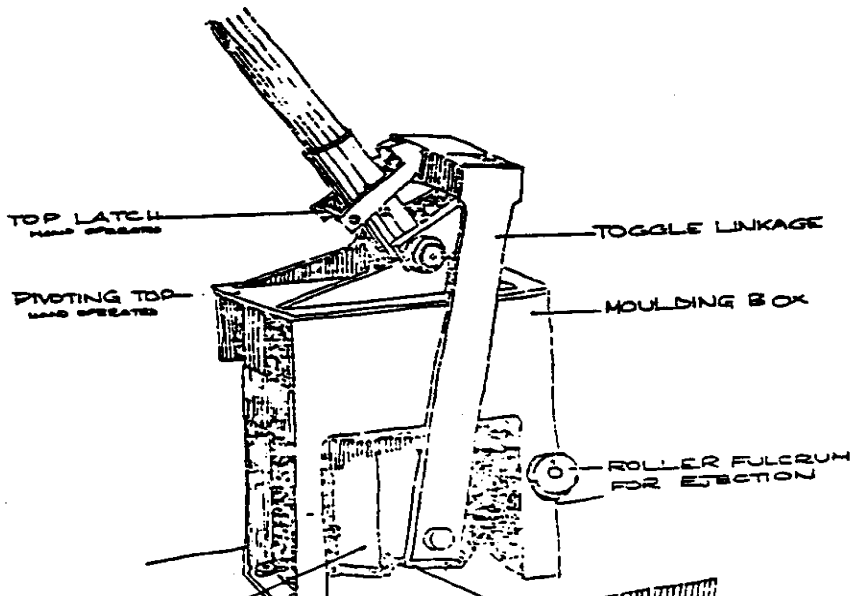 TOP LATCH
HAND OPERATED
TOGGLE LINKAGE
PIVOTING TOP
HAND OPERATED
MOULDING BOX
ROLLER FULCRUM
FOR EJECTION